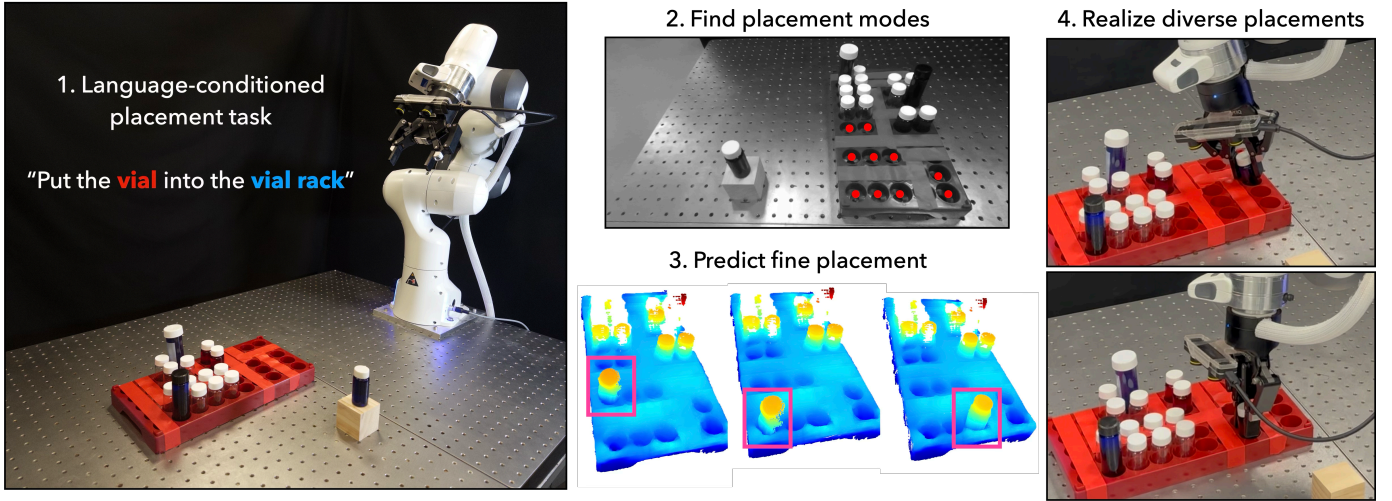 1. Language-conditioned
placement task
“Put the vial into the vial rack”
2. Find placement modes
3. Predict fine placement
4. Realize diverse placements